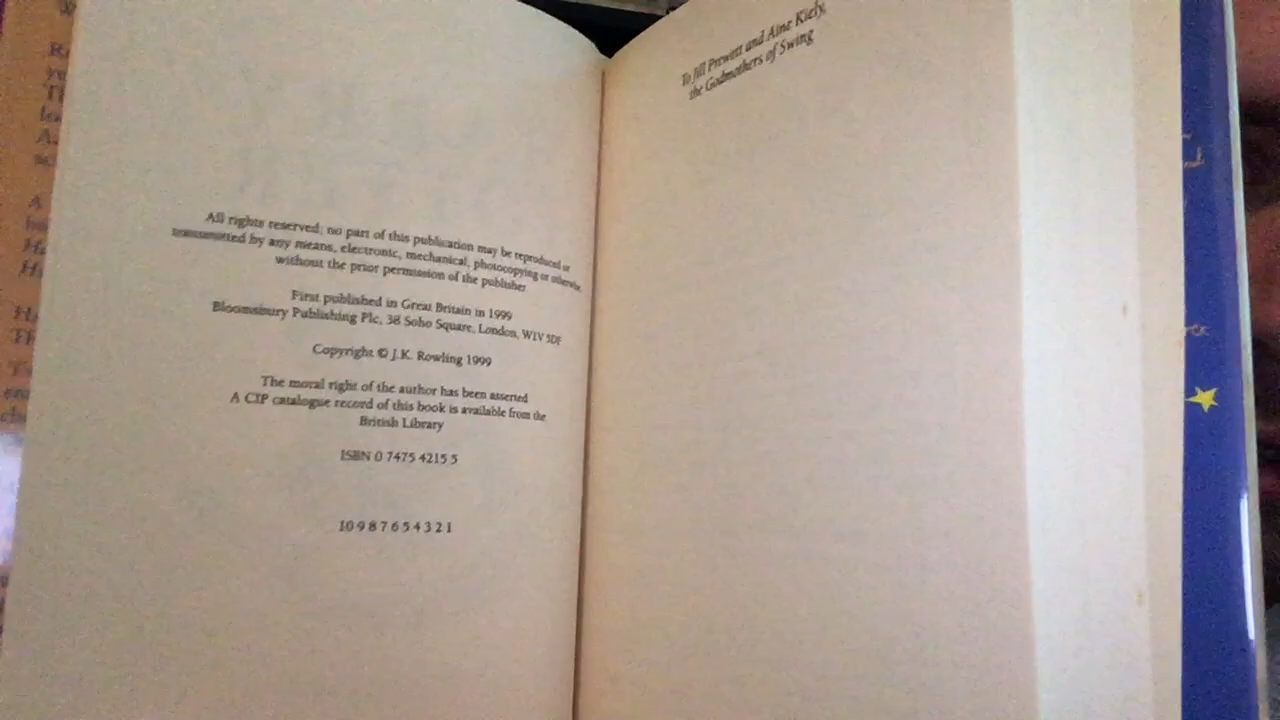 All rights reserved; no part of this publication may be reproduced or
transmitted by any means, electronic, mechanical, photocopying or otherwise,
without the prior permission of the publisher
First published in Great Britain in 1999
Bloomsbury Publishing Plc, 38 Soho Square, London, W1V 5DF
Copyright © J.K. Rowling 1999
The moral right of the author has been asserted
A CIP catalogue record of this book is available from the
British Library
ISBN 0 7475 4215 5
10 9 8 7 6 5 4 3 2 1
To Jill Prewett and Aine Kiely,
the Godmothers of Swing